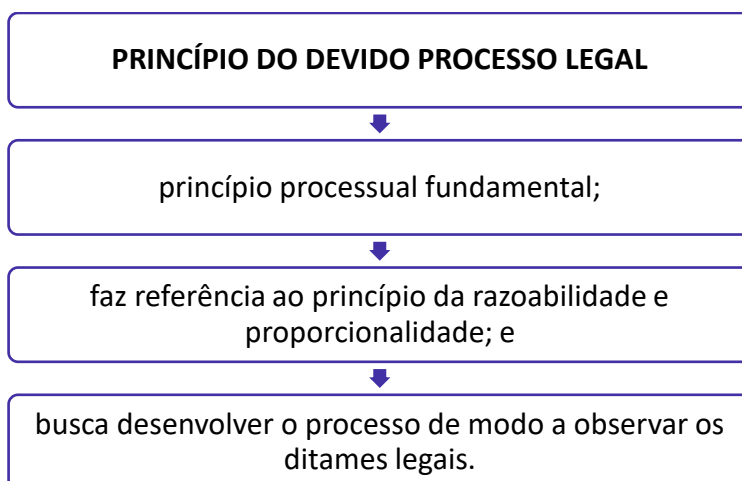 PRINCÍPIO DO DEVIDO PROCESSO LEGAL
princípio processual fundamental;
faz referência ao princípio da razoabilidade e
proporcionalidade; e
busca desenvolver o processo de modo a observar os
ditames legais.